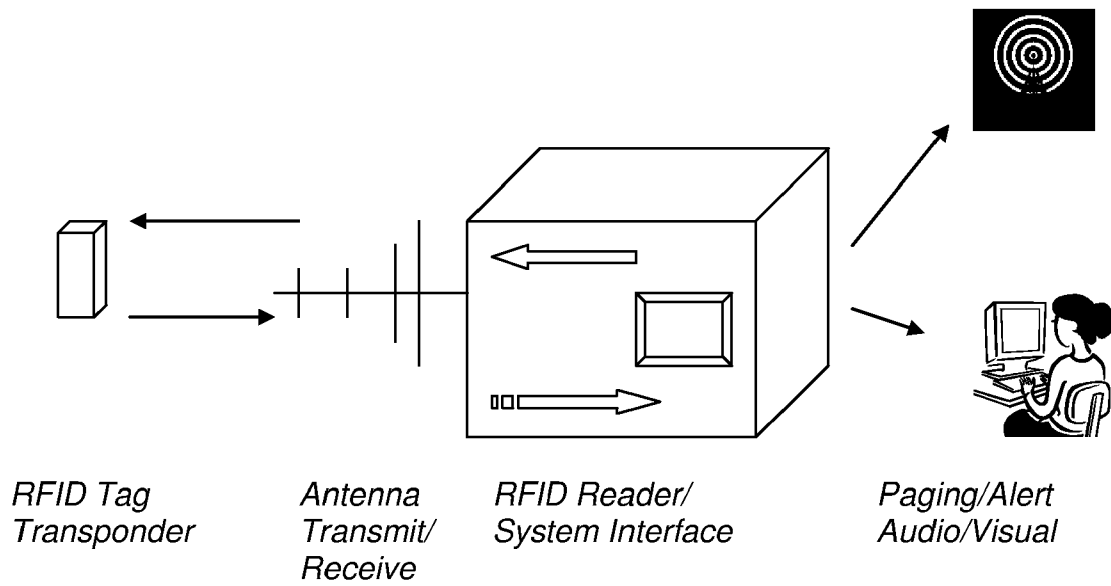 RFID Tag
Transponder
Antenna
Transmit/
Receive
RFID Reader/
System Interface
Paging/Alert
Audio/Visual